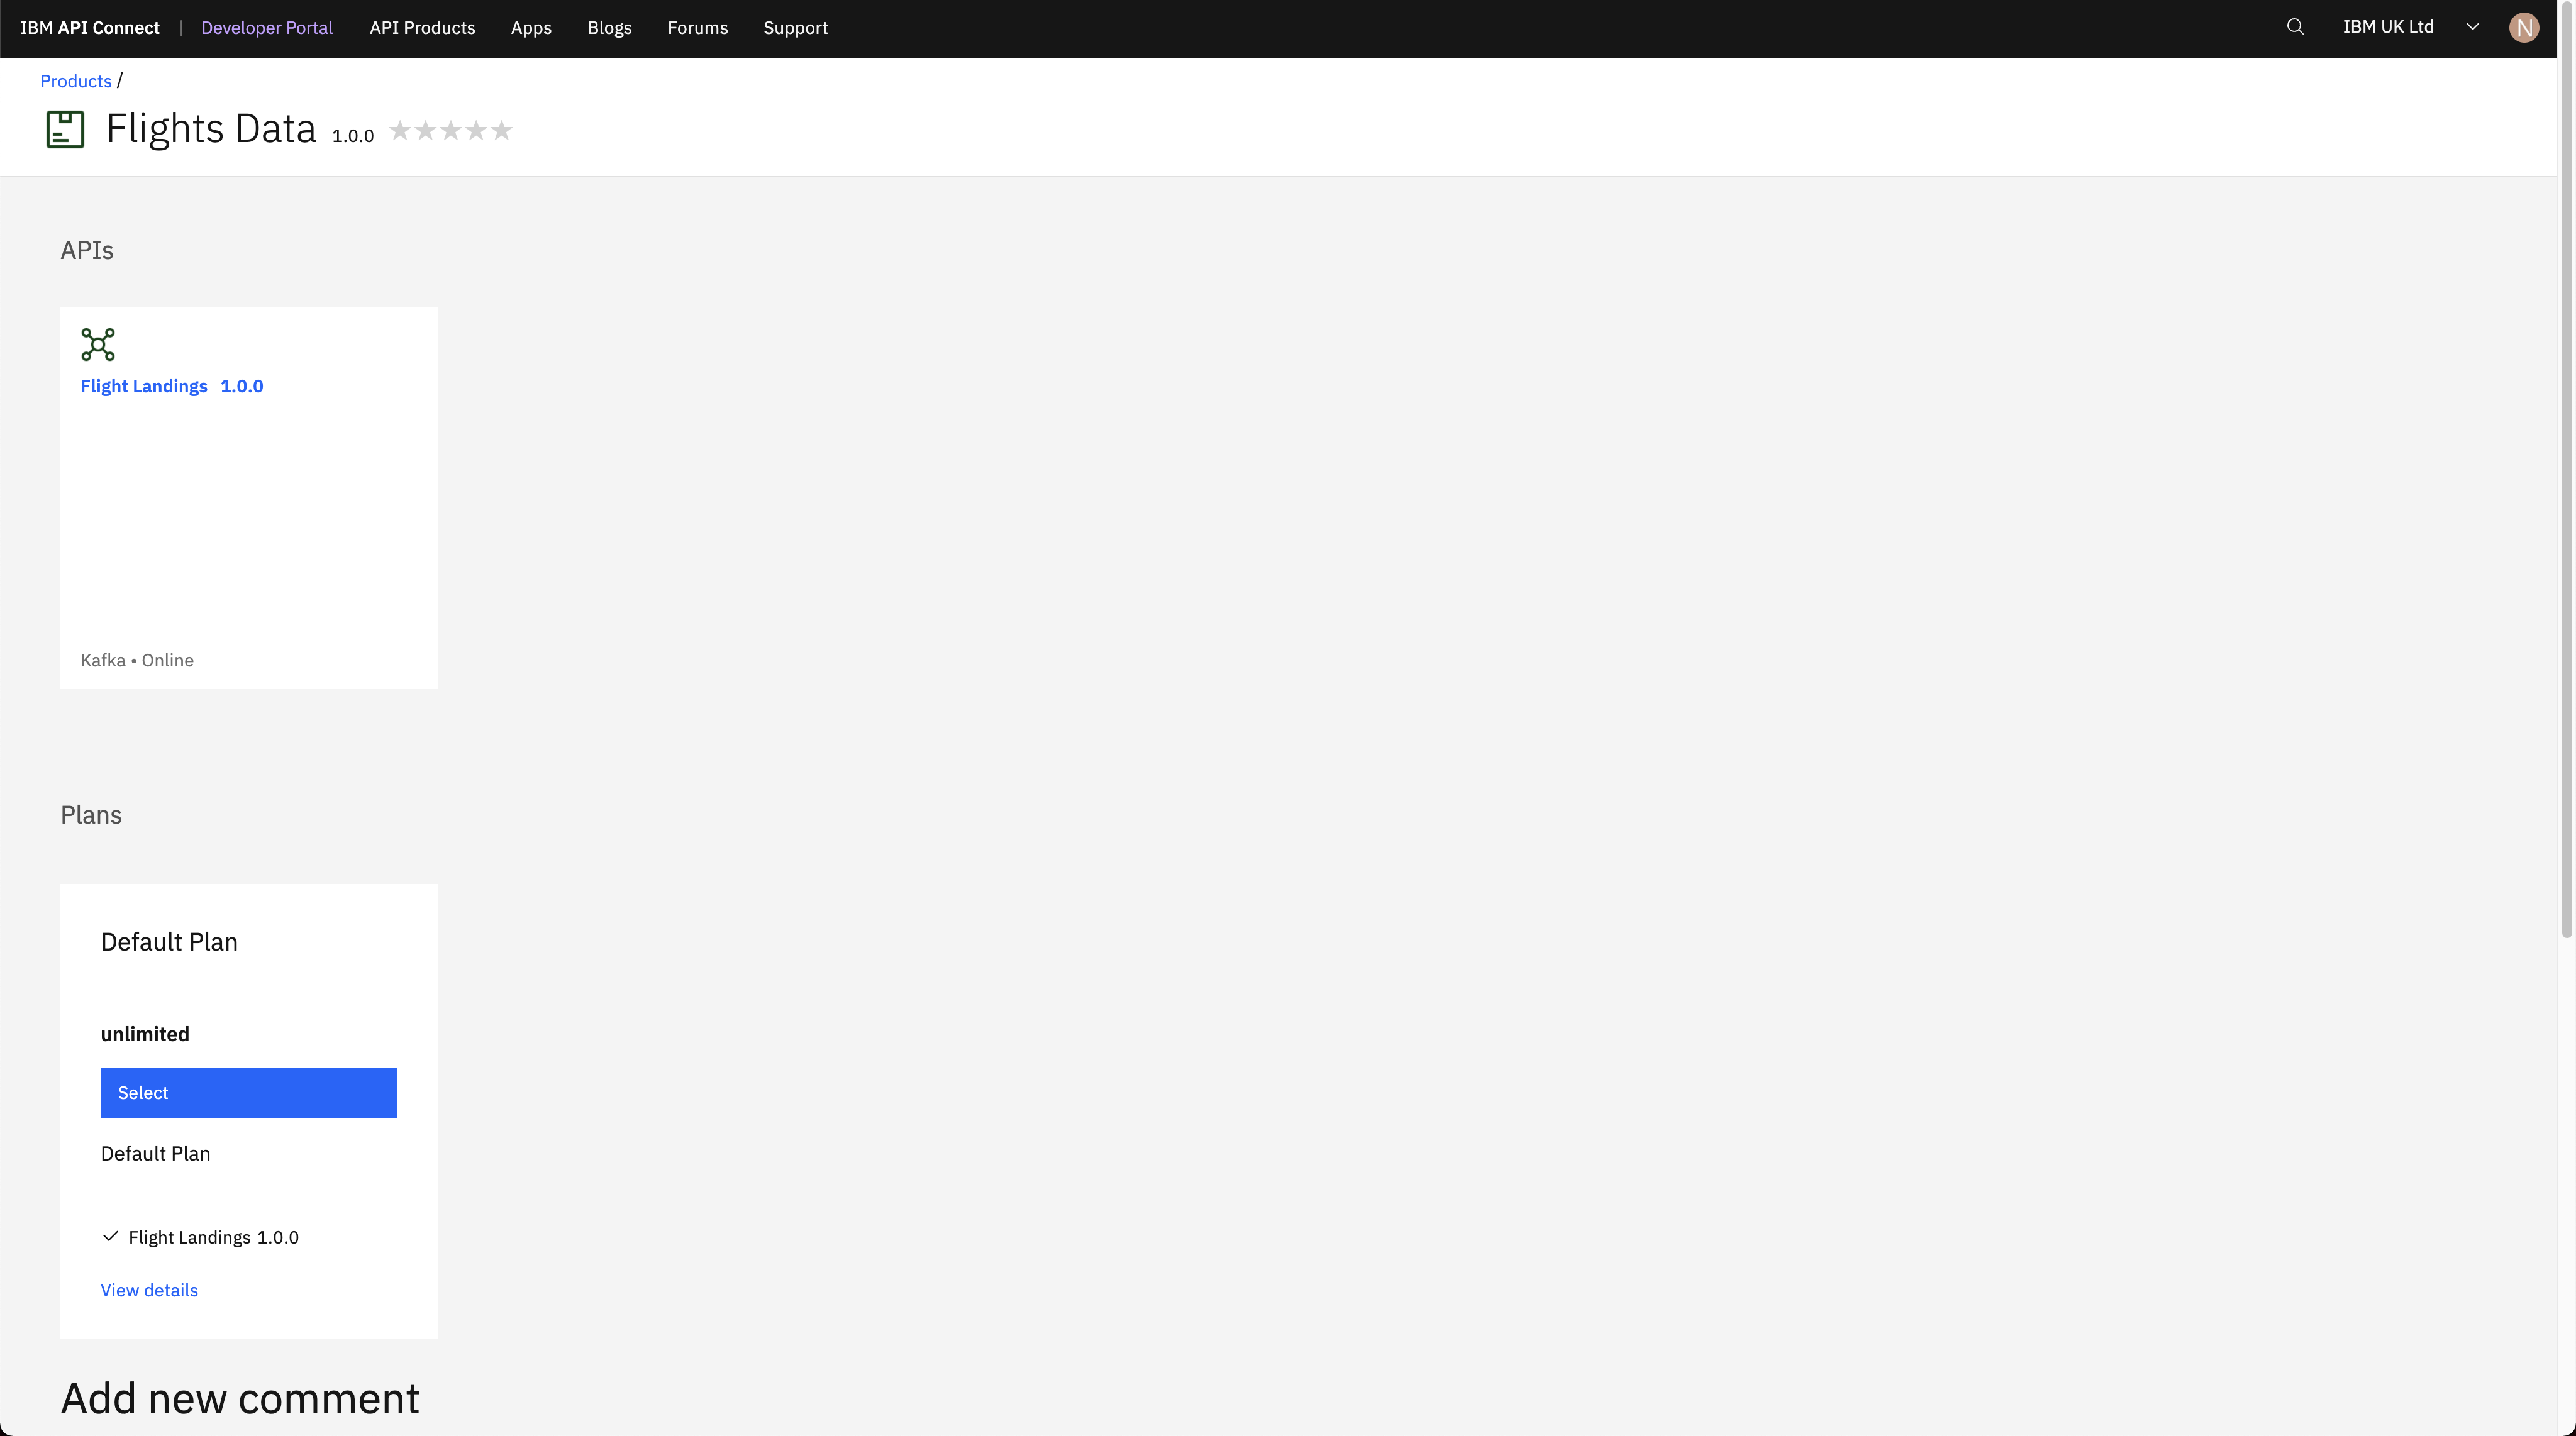 IBM API Connect | Developer Portal API Products Apps Blogs Forums Support IBM UK Ltd N
Products /
Flights Data 1.0.0
APIs
Flight Landings 1.0.0
Kafka • Online
Plans
Default Plan
unlimited
Select
Default Plan
Flight Landings 1.0.0
View details
Add new comment